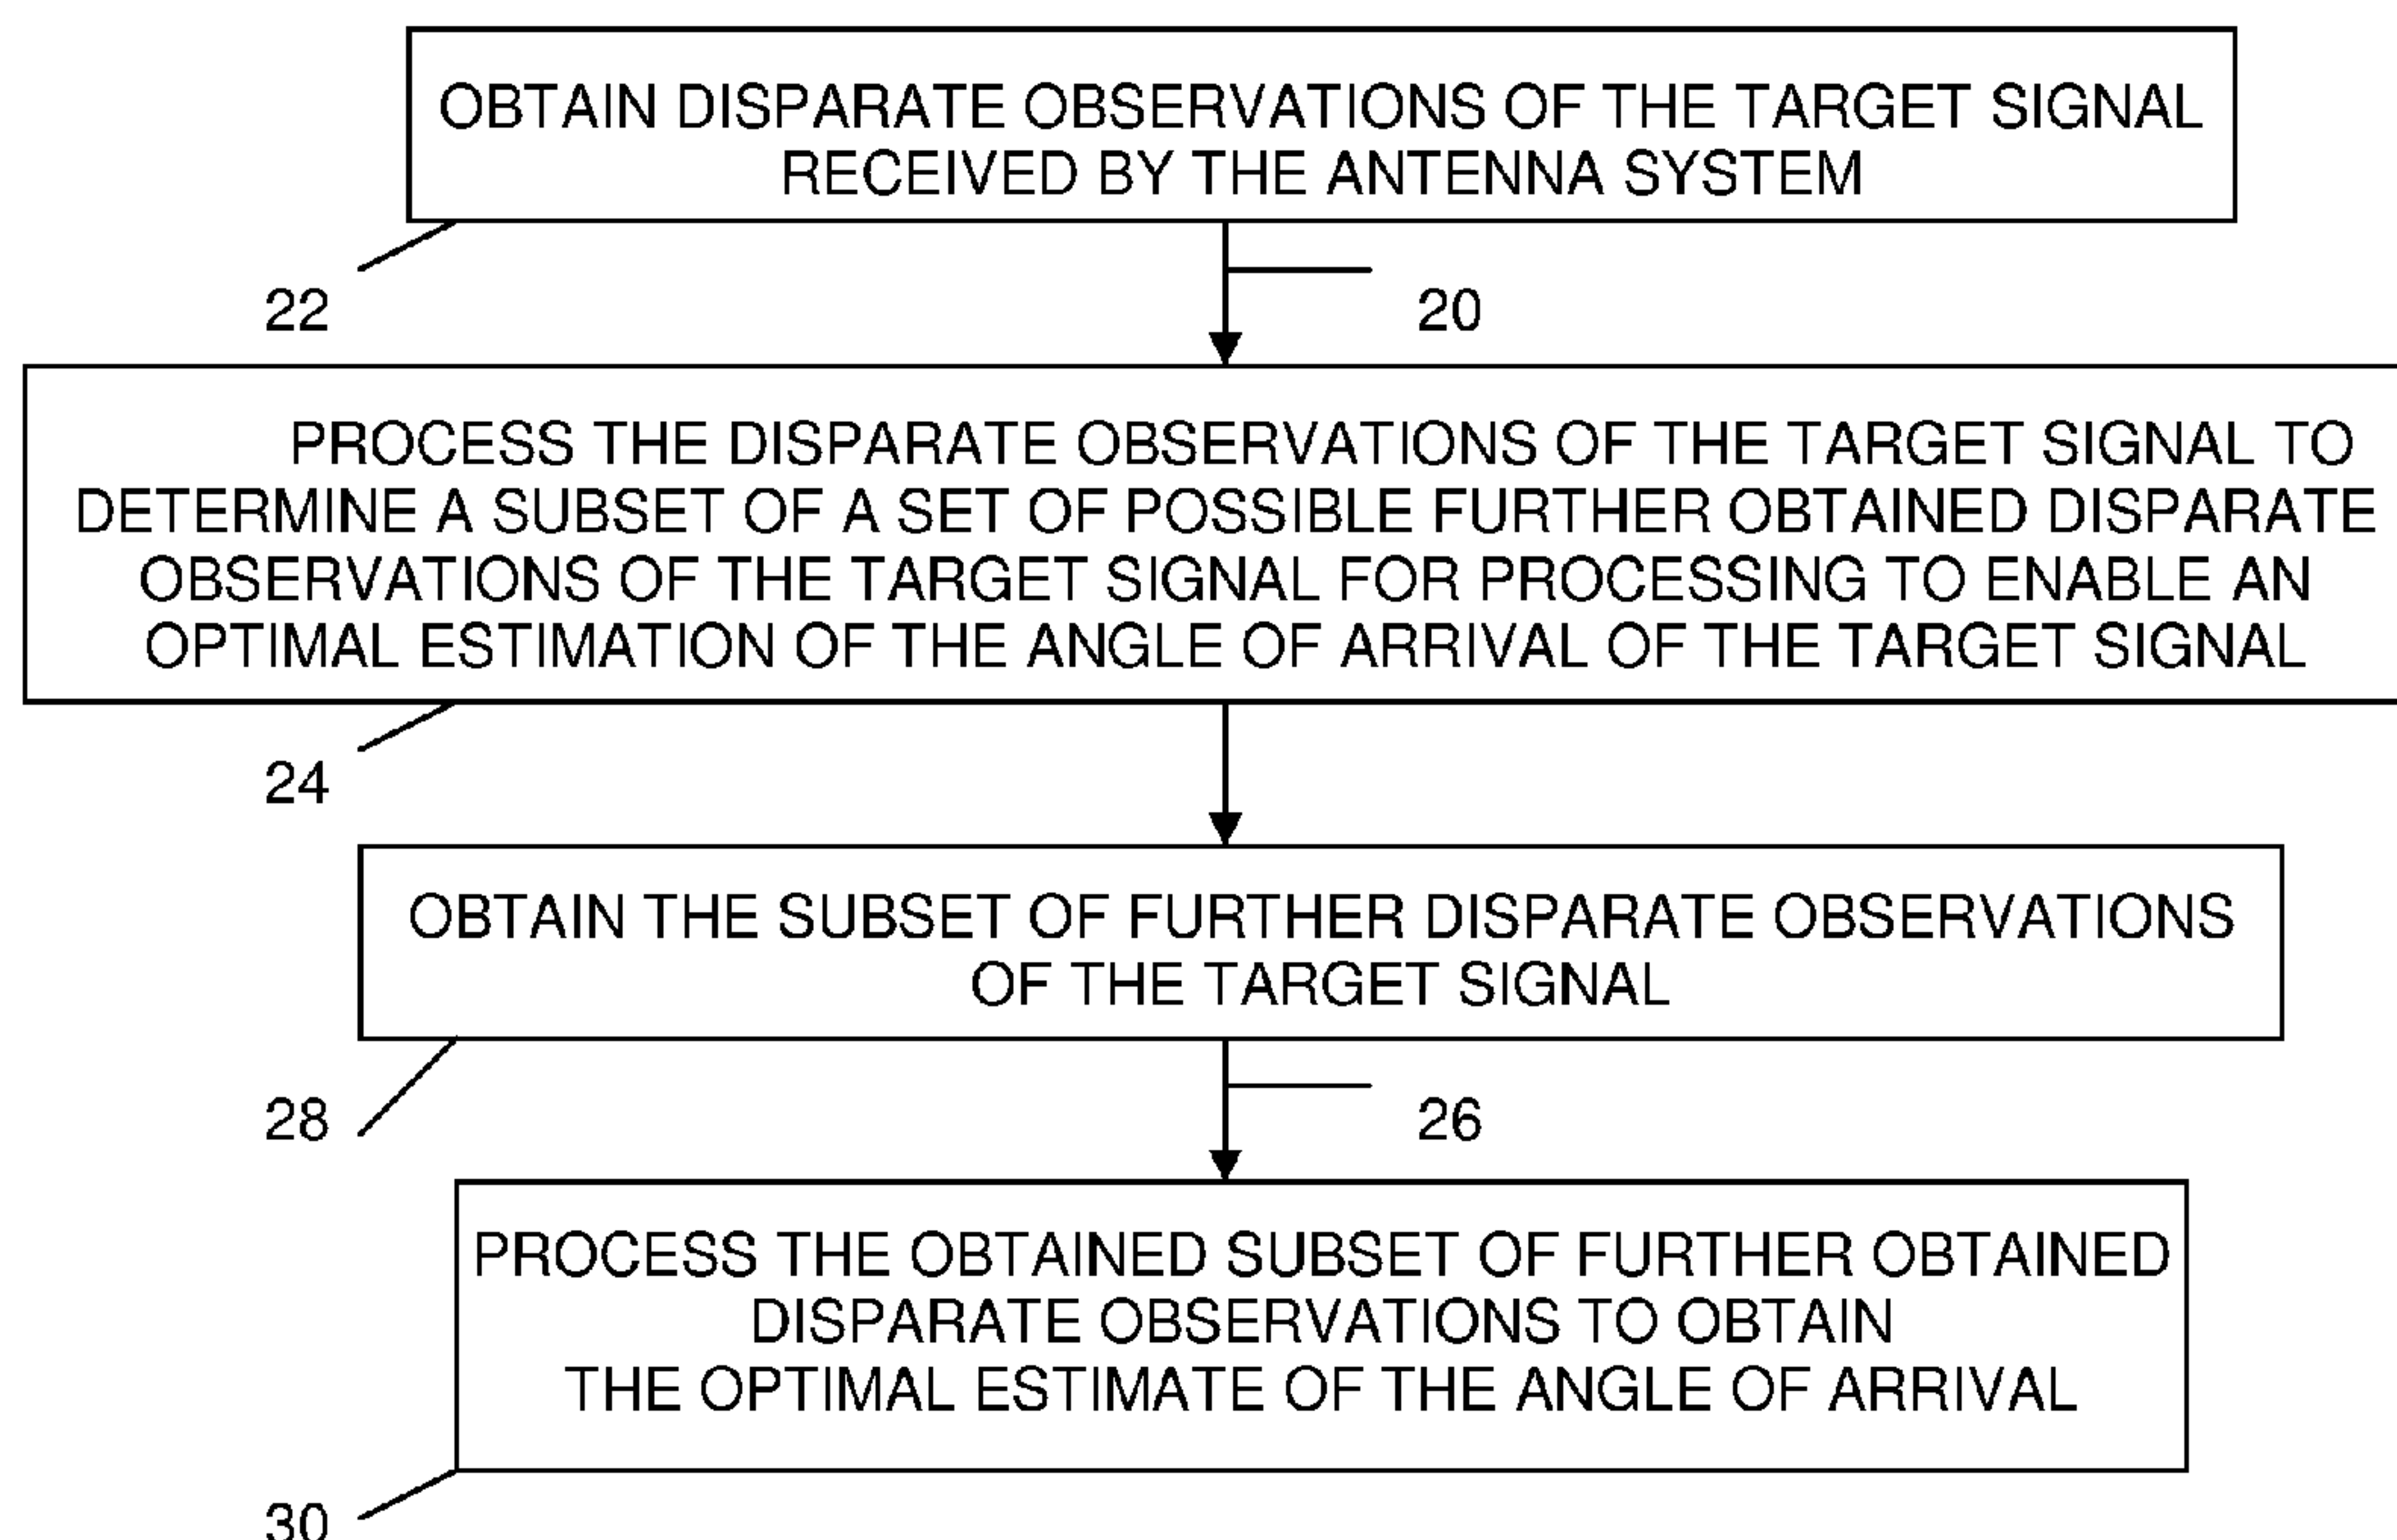 OBTAIN DISPARATE OBSERVATIONS OF THE TARGET SIGNAL
RECEIVED BY THE ANTENNA SYSTEM
22
20
PROCESS THE DISPARATE OBSERVATIONS OF THE TARGET SIGNAL TO
DETERMINE A SUBSET OF A SET OF POSSIBLE FURTHER OBTAINED DISPARATE
OBSERVATIONS OF THE TARGET SIGNAL FOR PROCESSING TO ENABLE AN
OPTIMAL ESTIMATION OF THE ANGLE OF ARRIVAL OF THE TARGET SIGNAL
24
OBTAIN THE SUBSET OF FURTHER DISPARATE OBSERVATIONS
OF THE TARGET SIGNAL
28
26
PROCESS THE OBTAINED SUBSET OF FURTHER OBTAINED
DISPARATE OBSERVATIONS TO OBTAIN
THE OPTIMAL ESTIMATE OF THE ANGLE OF ARRIVAL
30